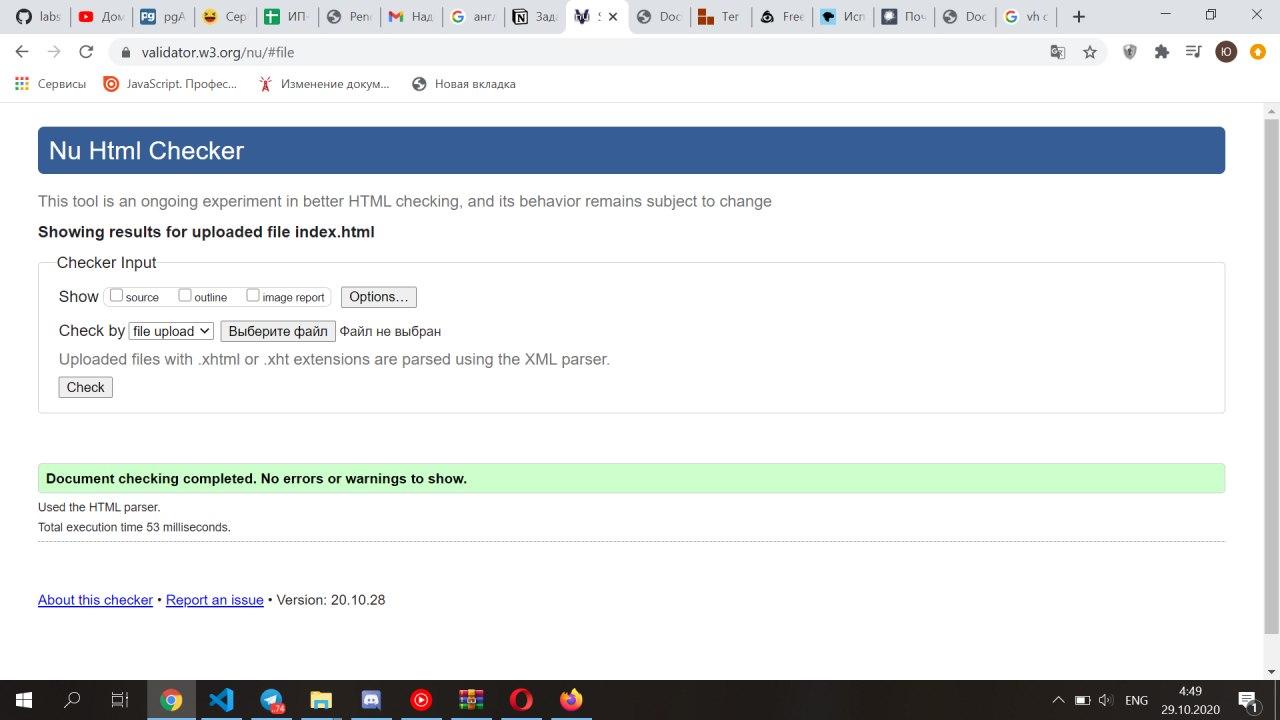 labs
Дом
pgA
Сер
ИП-
Реп
Над
англ
Зада
S
Doc
Тег
Free
Исп
Поч
Doc
vh c
validator.w3.org/nu/#file
Ю
Сервисы
JavaScript. Професс...
Изменение докум...
Новая вкладка
Nu Html Checker
This tool is an ongoing experiment in better HTML checking, and its behavior remains subject to change
Showing results for uploaded file index.html
Checker Input
Show source outline image report Options…
Check by file upload Выберите файл Файл не выбран
Uploaded files with .xhtml or .xht extensions are parsed using the XML parser.
Check
Document checking completed. No errors or warnings to show.
Used the HTML parser.
Total execution time 53 milliseconds.
About this checker • Report an issue • Version: 20.10.28
.74
ENG
4:49
29.10.2020
1